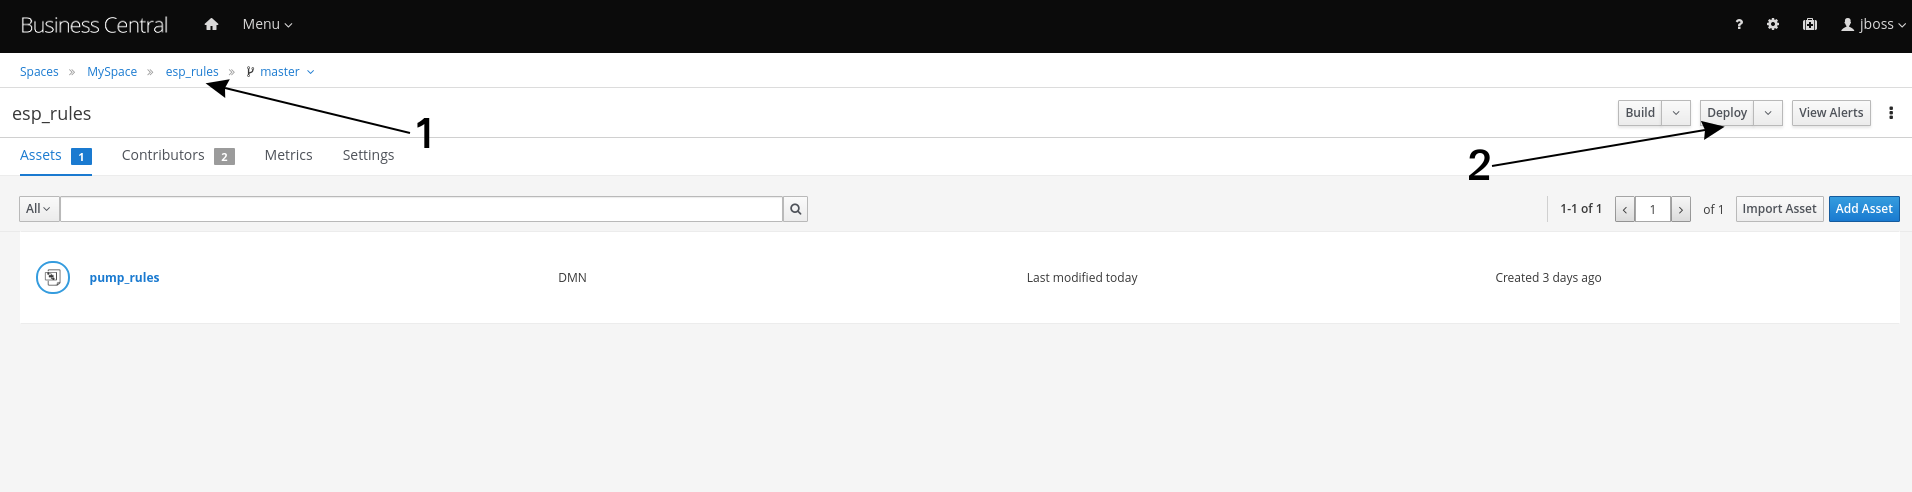 Business Central Menu ? jboss
Spaces » MySpace » esp_rules » master
1
esp_rules Build Deploy View Alerts
2
Assets 1 Contributors 2 Metrics Settings
All 1-1 of 1 < 1 > of 1 Import Asset Add Asset
pump_rules DMN Last modified today Created 3 days ago